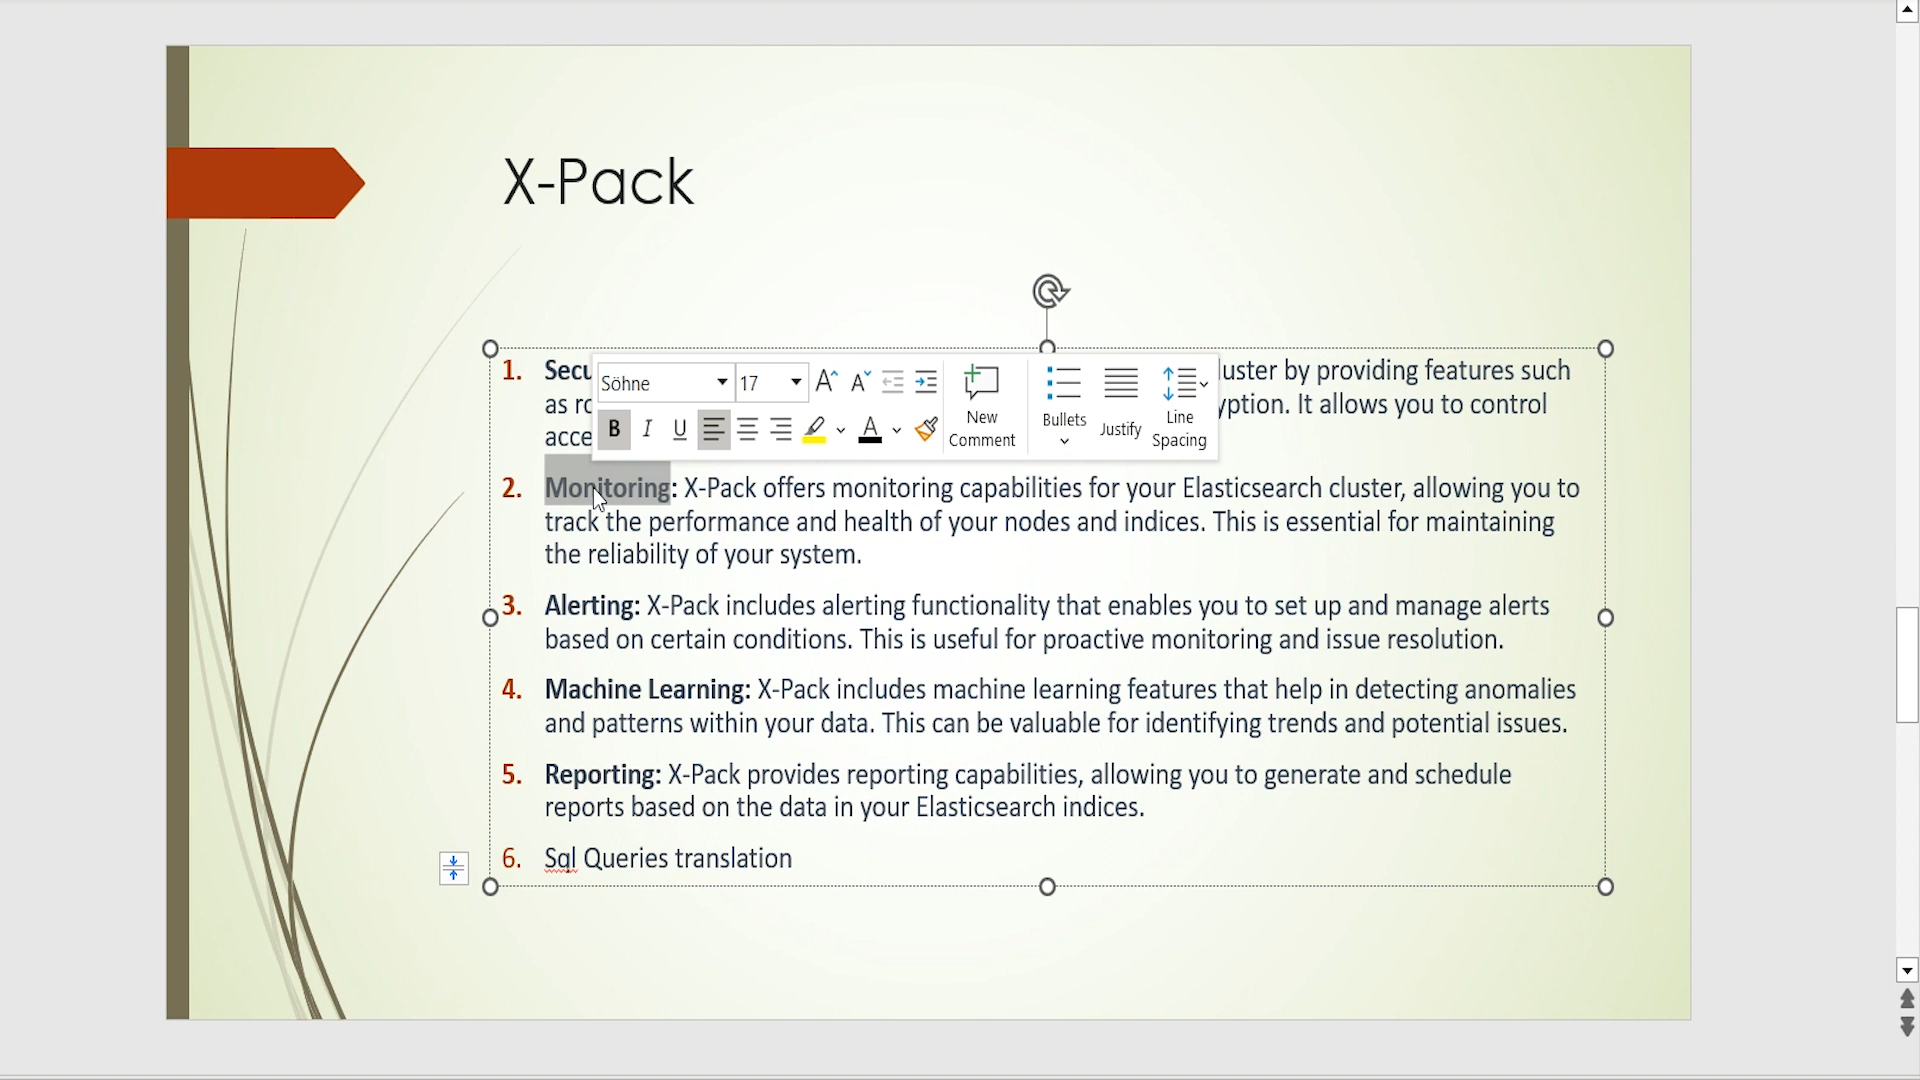 X-Pack
Söhne
17
B I U
New
Comment
Bullets
Justify
Line
Spacing
1. Secu
luster by providing features such
as ro
yption. It allows you to control
acce
2. Monitoring: X-Pack offers monitoring capabilities for your Elasticsearch cluster, allowing you to
track the performance and health of your nodes and indices. This is essential for maintaining
the reliability of your system.
3. Alerting: X-Pack includes alerting functionality that enables you to set up and manage alerts
based on certain conditions. This is useful for proactive monitoring and issue resolution.
4. Machine Learning: X-Pack includes machine learning features that help in detecting anomalies
and patterns within your data. This can be valuable for identifying trends and potential issues.
5. Reporting: X-Pack provides reporting capabilities, allowing you to generate and schedule
reports based on the data in your Elasticsearch indices.
6. Sql Queries translation